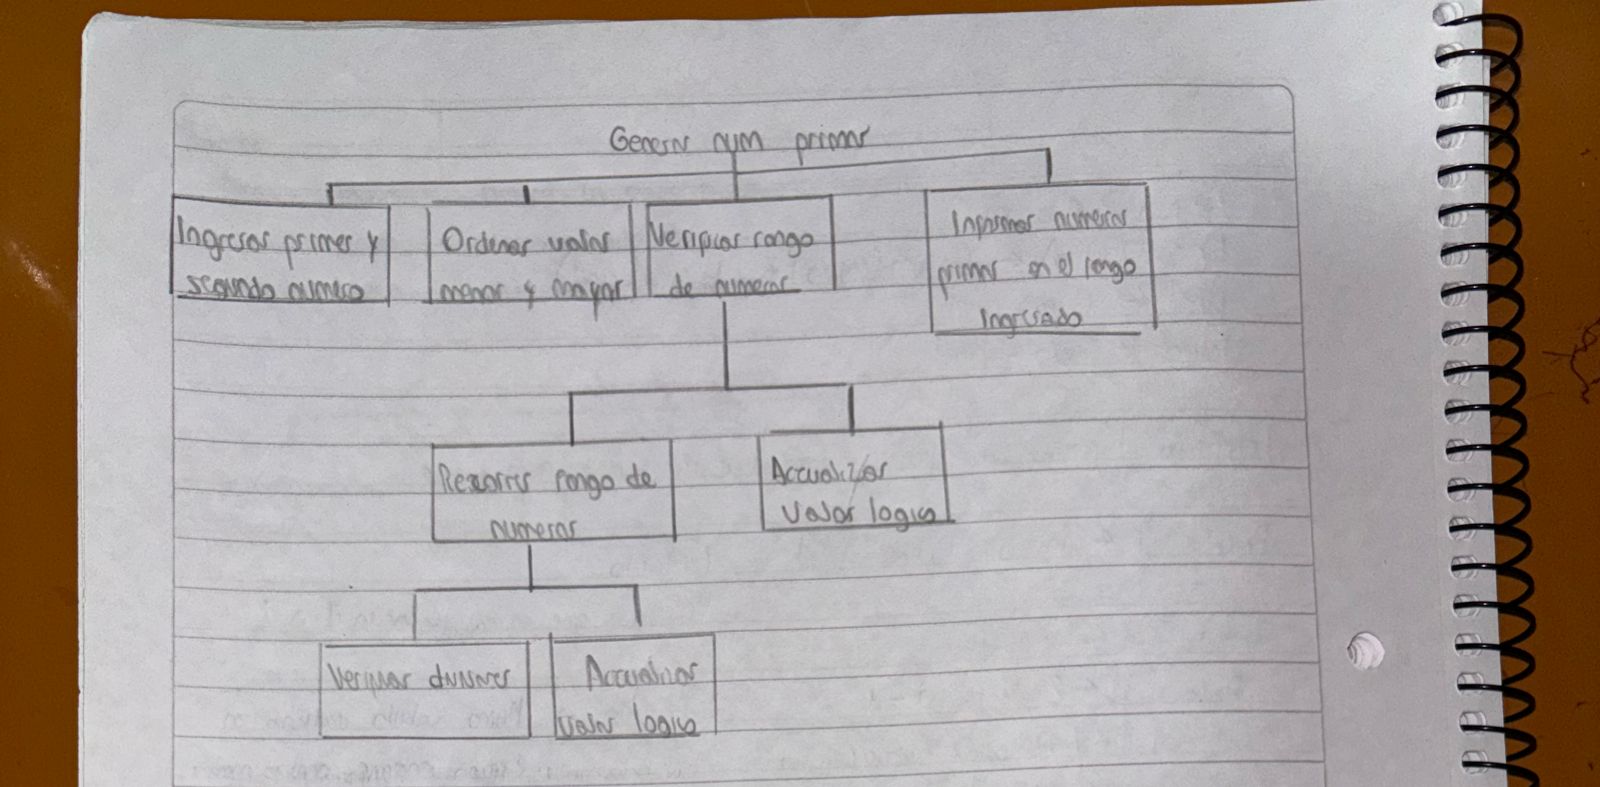 Generar num primos
Ingresar primer y
segundo numero
Ordenar valor
menor y mayor
Verificar rango
de numeros
Imprimir numeros
primos en el rango
Ingresado
Recorrer rango de
numeros
Actualizar
Valor logico
Verificar divisores
Actualizar
valor logico